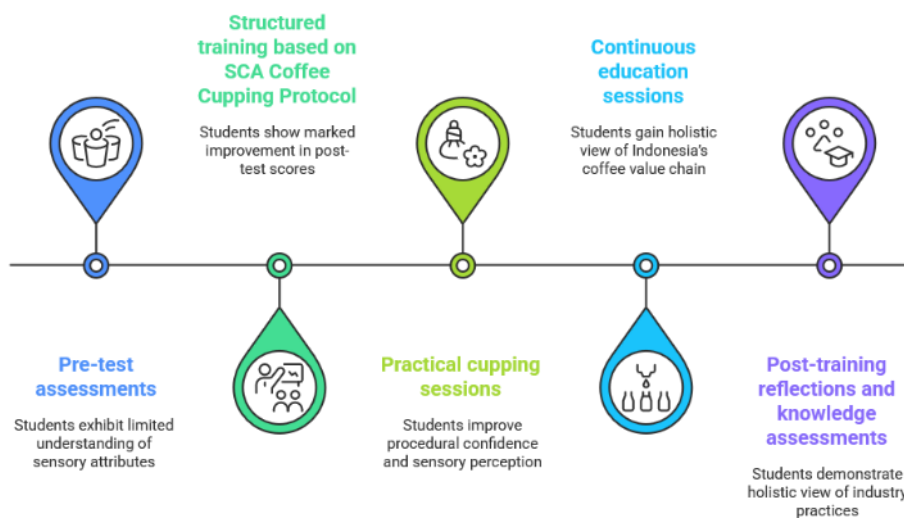 Structured
training based on
SCA Coffee
Cupping Protocol
Students show marked
improvement in post-
test scores
Continuous
education
sessions
Students gain holistic
view of Indonesia's
coffee value chain
Pre-test
assessments
Students exhibit limited
understanding of
sensory attributes
Practical cupping
sessions
Students improve
procedural confidence
and sensory perception
Post-training
reflections and
knowledge
assessments
Students demonstrate
holistic view of industry
practices